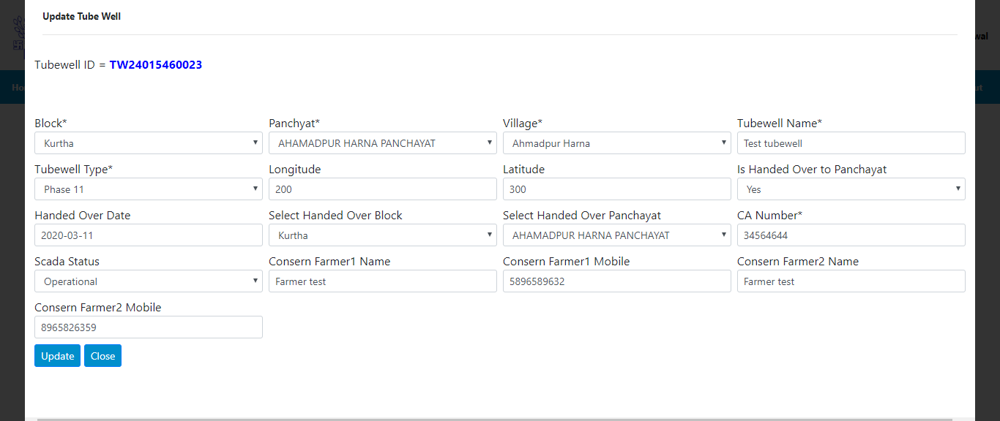 Update Tube Well
Tubewell ID = TW24015460023
Block* Panchyat* Village* Tubewell Name*
Kurtha AHAMADPUR HARNA PANCHAYAT Ahmadpur Harna Test tubewell
Tubewell Type* Longitude Latitude Is Handed Over to Panchayat
Phase 11 200 300 Yes
Handed Over Date Select Handed Over Block Select Handed Over Panchayat CA Number*
2020-03-11 Kurtha AHAMADPUR HARNA PANCHAYAT 34564644
Scada Status Consern Farmer1 Name Consern Farmer1 Mobile Consern Farmer2 Name
Operational Farmer test 5896589632 Farmer test
Consern Farmer2 Mobile
8965826359
Update Close